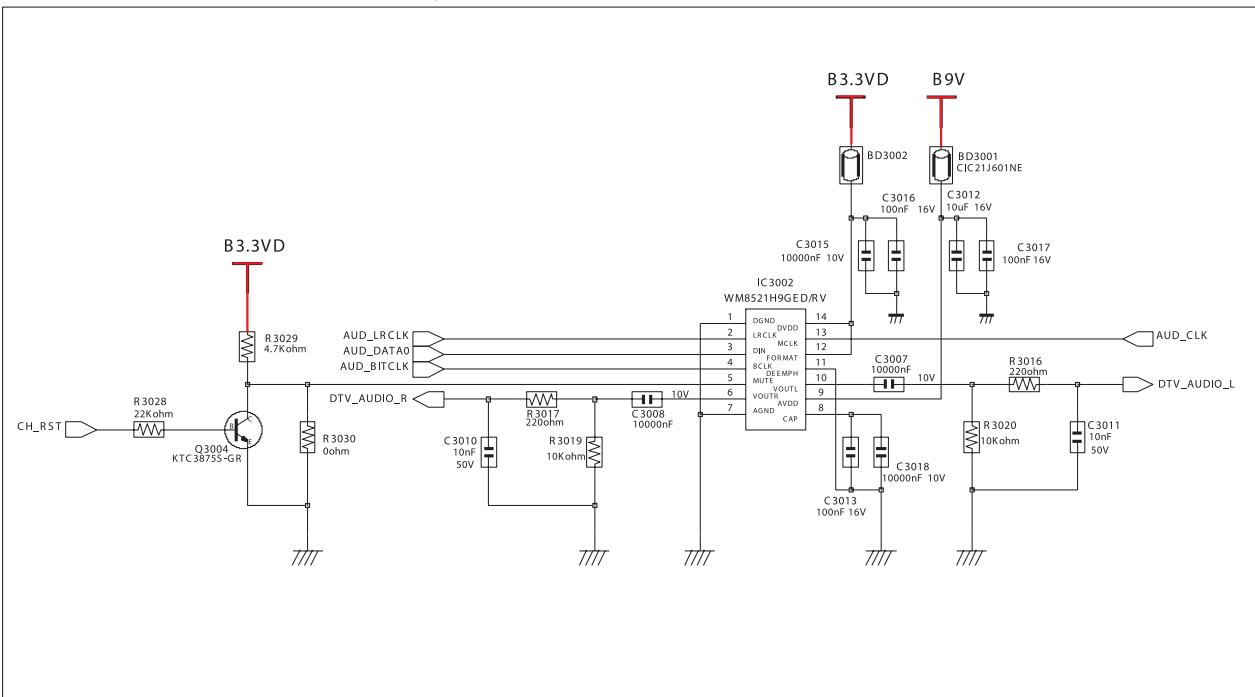 B3.3VD
B9V
BD3002
BD3001
CIC21J601NE
C3016
100nF 16V
C3012
10uF 16V
C3015
10000nF 10V
C3017
100nF 16V
B3.3VD
R3029
4.7Kohm
IC3002
WM8521H9GED/RV
1
2
3
4
5
6
7
DGND
LRCLK
DIN
BCLK
MUTE
VOUTR
AGND
DVDD
MCLK
FORMAT
DEEMPH
VOUTL
AVDD
CAP
14
13
12
11
10
9
8
AUD_LRCLK
AUD_DATA0
AUD_BITCLK
AUD_CLK
C3007
10000nF
10V
R3016
220ohm
DTV_AUDIO_L
DTV_AUDIO_R
R3017
220ohm
C3008
10000nF
10V
R3028
22Kohm
CH_RST
B
C
E
Q3004
KTC3875S-GR
R3030
0ohm
C3010
10nF
50V
R3019
10Kohm
R3020
10Kohm
C3011
10nF
50V
C3018
10000nF 10V
C3013
100nF 16V